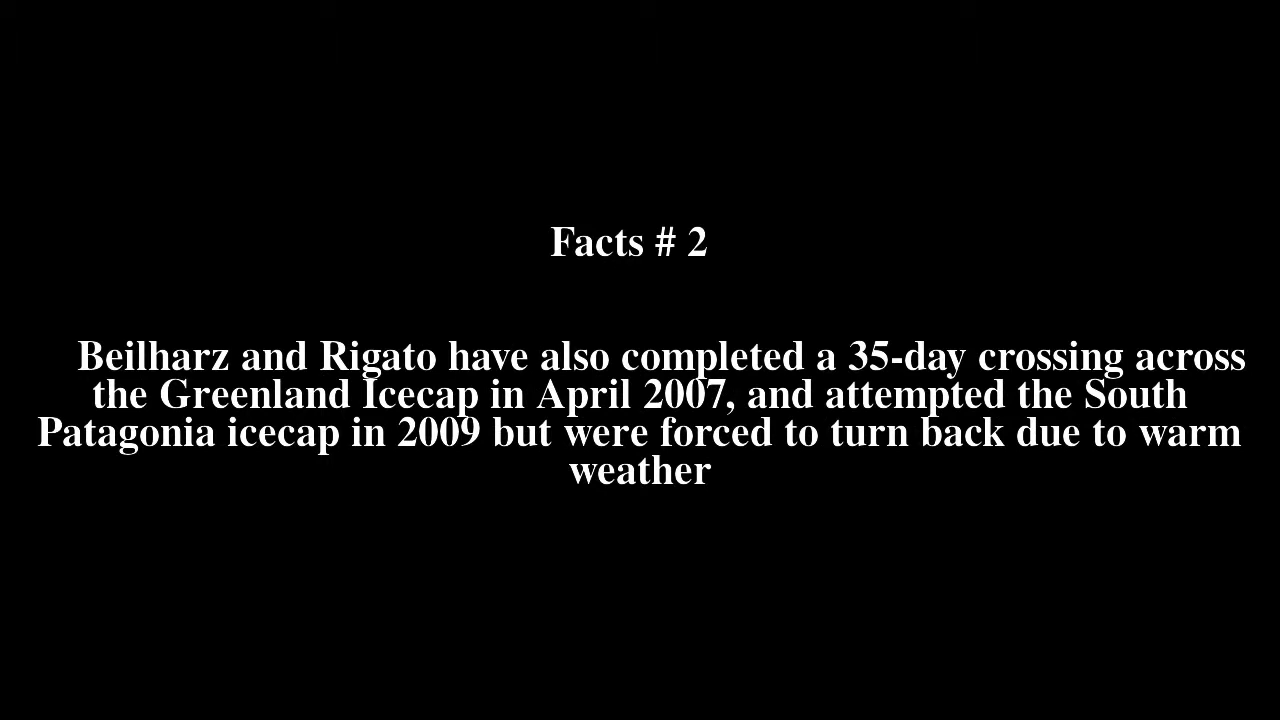 Facts # 2
Beilharz and Rigato have also completed a 35-day crossing across
the Greenland Icecap in April 2007, and attempted the South
Patagonia icecap in 2009 but were forced to turn back due to warm
weather